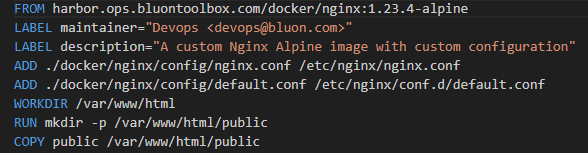 FROM harbor.ops.bluontoolbox.com/docker/nginx:1.23.4-alpine
LABEL maintainer="Devops <devops@bluon.com>"
LABEL description="A custom Nginx Alpine image with custom configuration"
ADD ./docker/nginx/config/nginx.conf /etc/nginx/nginx.conf
ADD ./docker/nginx/config/default.conf /etc/nginx/conf.d/default.conf
WORKDIR /var/www/html
RUN mkdir -p /var/www/html/public
COPY public /var/www/html/public